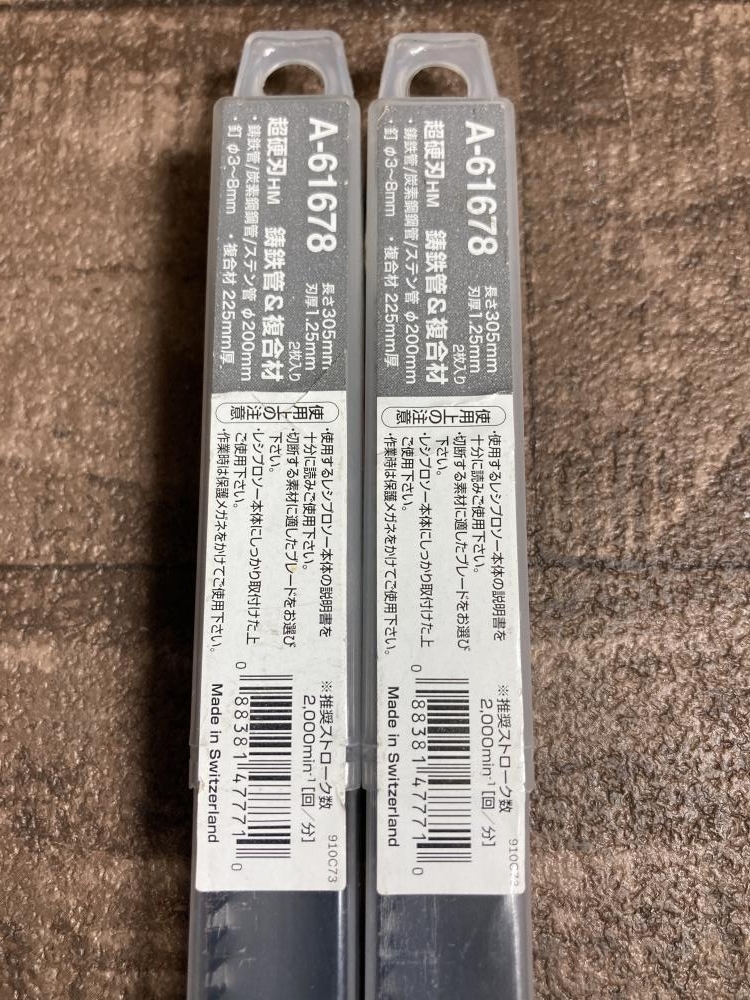 A-61678
長さ305mm
刃厚1.25mm
2枚入り
超硬刃HM 鋳鉄管&複合材
・鋳鉄管/炭素鋼鋼管/ステン管 φ200mm
・釘 φ3~8mm ・複合材 225mm厚
使用上の注意
・使用するレシプロソー本体の説明書を
十分に読みご使用下さい。
・切断する素材に適したブレードをお選び
下さい。
・レシプロソー本体にしっかり取付けた上
ご使用下さい。
・作業時は保護メガネをかけてご使用下さい。
※推奨ストローク数
2,000min-1[回/分]
0 88381 47771 0
Made in Switzerland
910C73
A-61678
長さ305mm
刃厚1.25mm
2枚入り
超硬刃HM 鋳鉄管&複合材
・鋳鉄管/炭素鋼鋼管/ステン管 φ200mm
・釘 φ3~8mm ・複合材 225mm厚
使用上の注意
・使用するレシプロソー本体の説明書を
十分に読みご使用下さい。
・切断する素材に適したブレードをお選び
下さい。
・レシプロソー本体にしっかり取付けた上
ご使用下さい。
・作業時は保護メガネをかけてご使用下さい。
※推奨ストローク数
2,000min-1[回/分]
0 88381 47771 0
Made in Switzerland
910C73